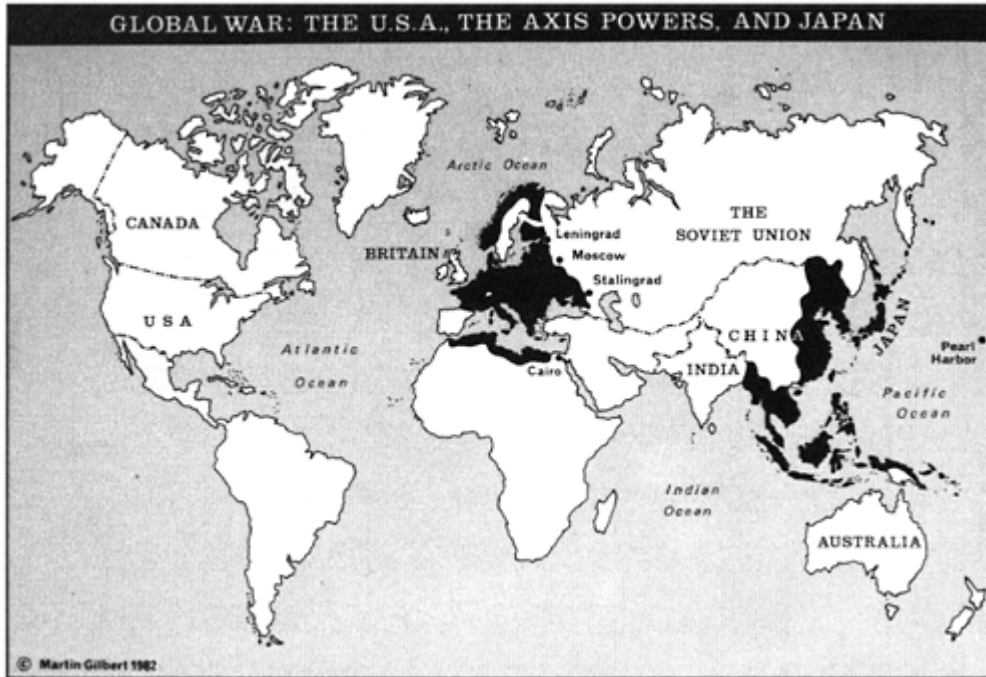 GLOBAL WAR: THE U.S.A., THE AXIS POWERS, AND JAPAN
Arctic Ocean
CANADA
THE
SOVIET UNION
Leningrad
BRITAIN
Moscow
Stalingrad
USA
CHINA
JAPAN
Pearl
Harbor
Atlantic
Ocean
Cairo
INDIA
Pacific
Ocean
Indian
Ocean
AUSTRALIA
© Martin Gilbert 1982